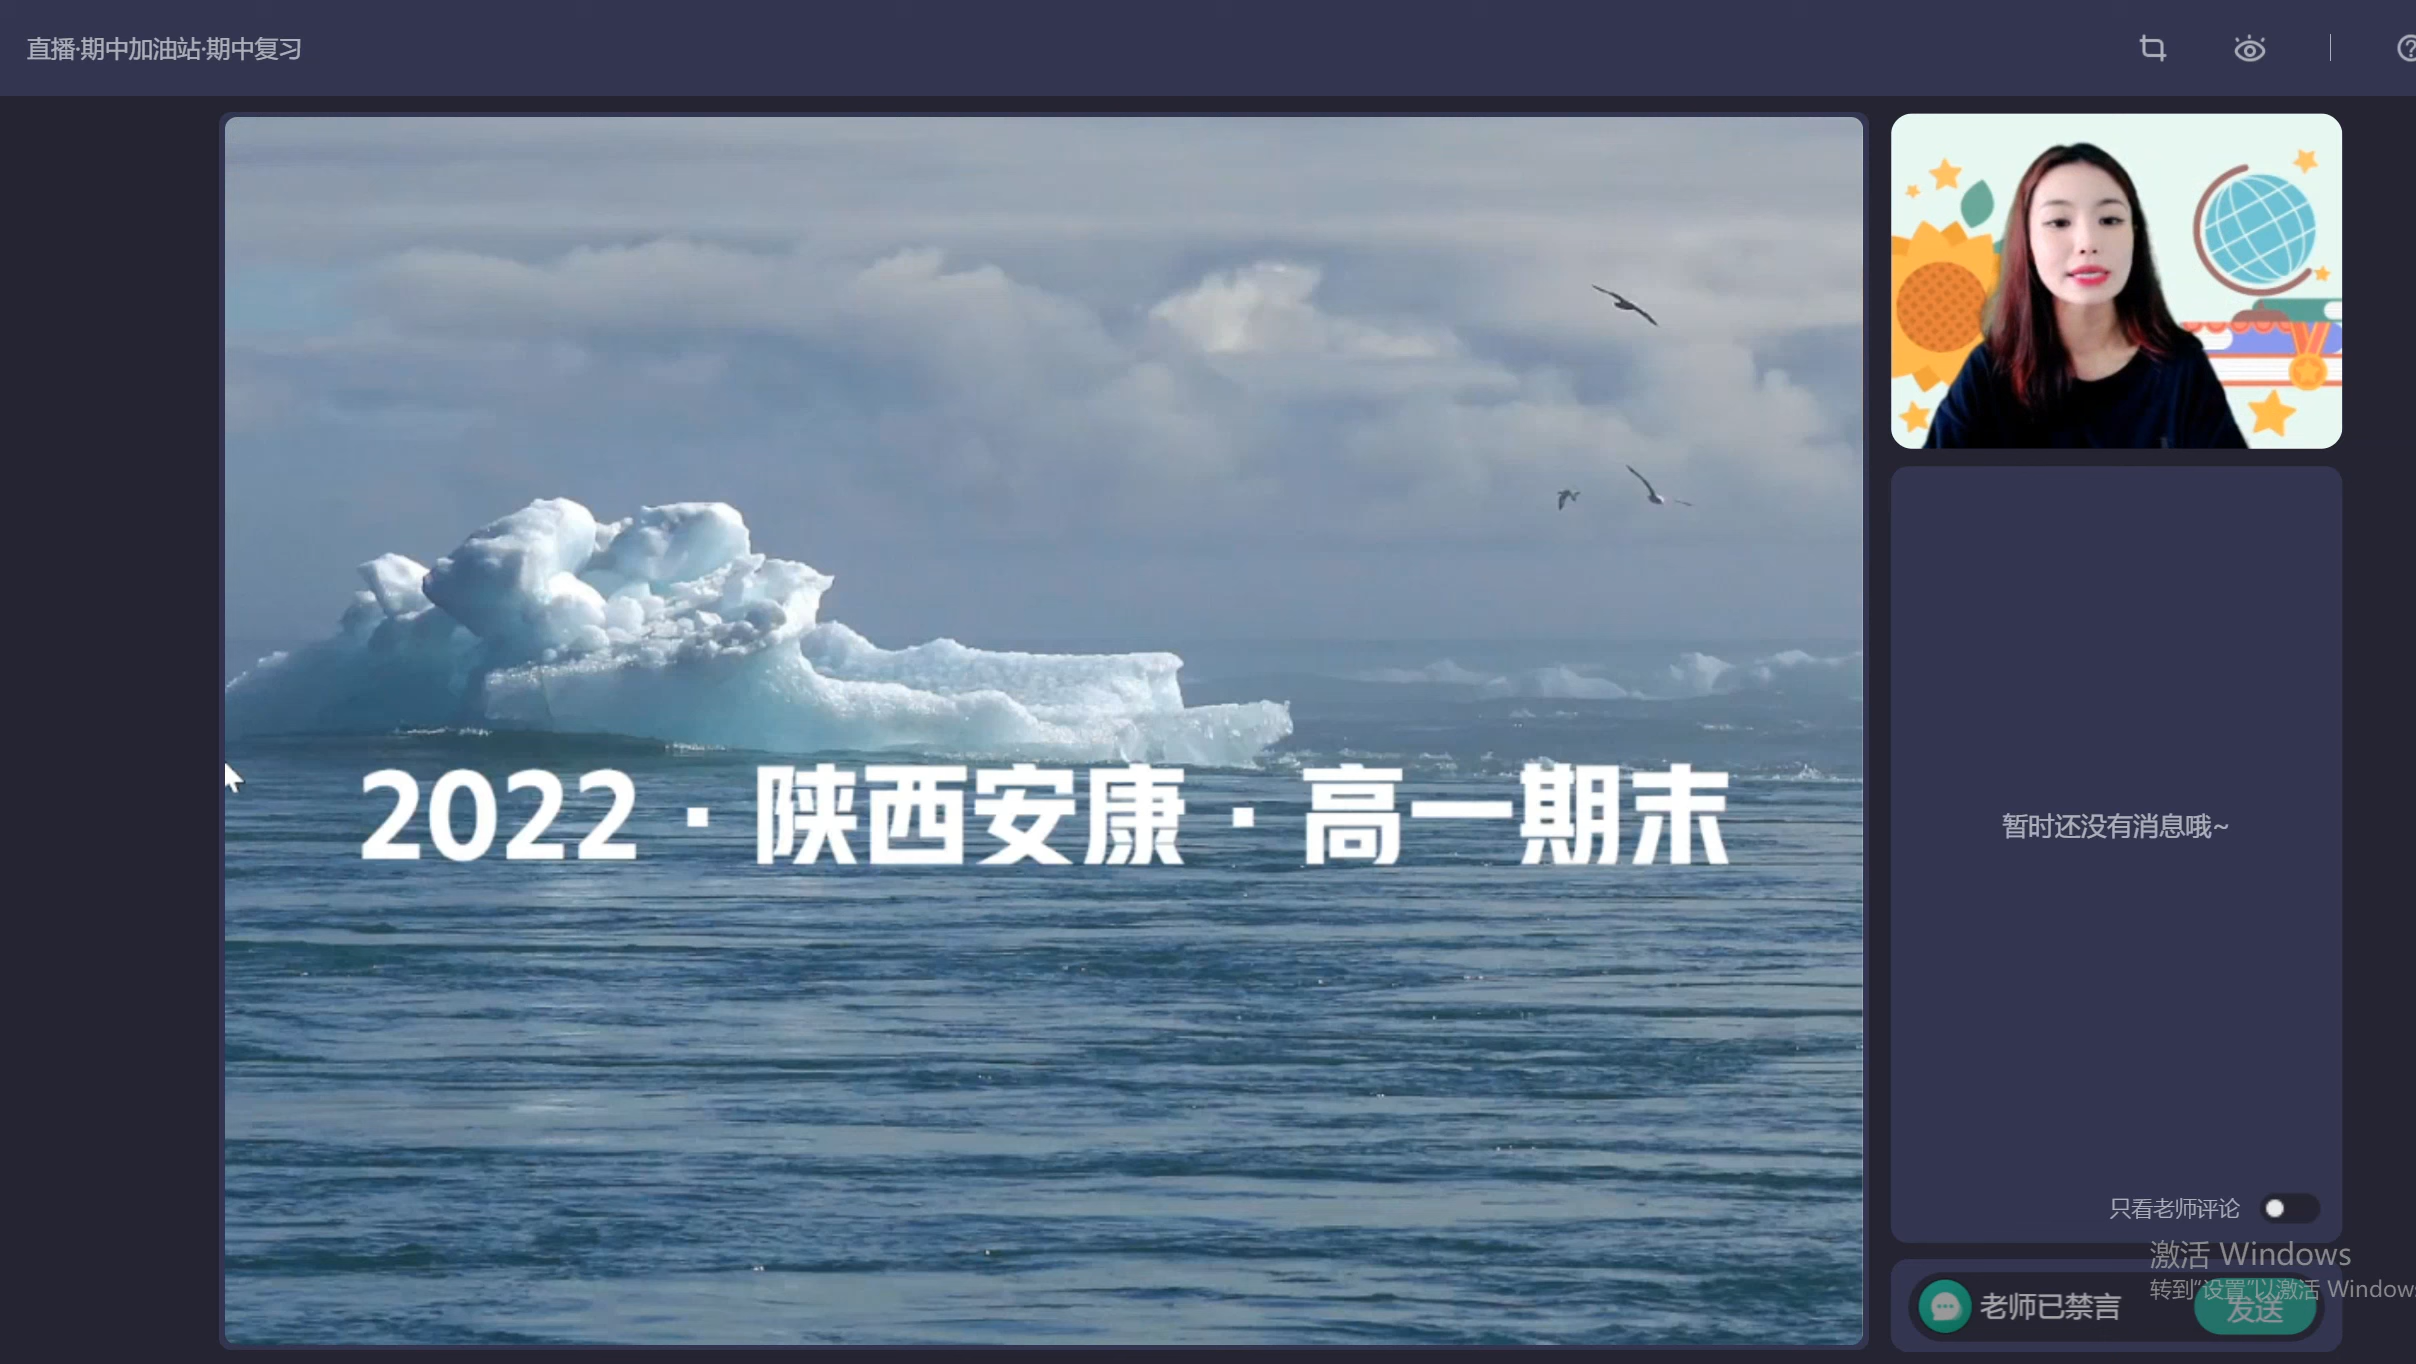 直播·期中加油站·期中复习
2022 · 陕西安康 · 高一期末
暂时还没有消息哦~
只看老师评论
激活 Windows
转到“设置”以激活 Windows
老师已禁言
发送